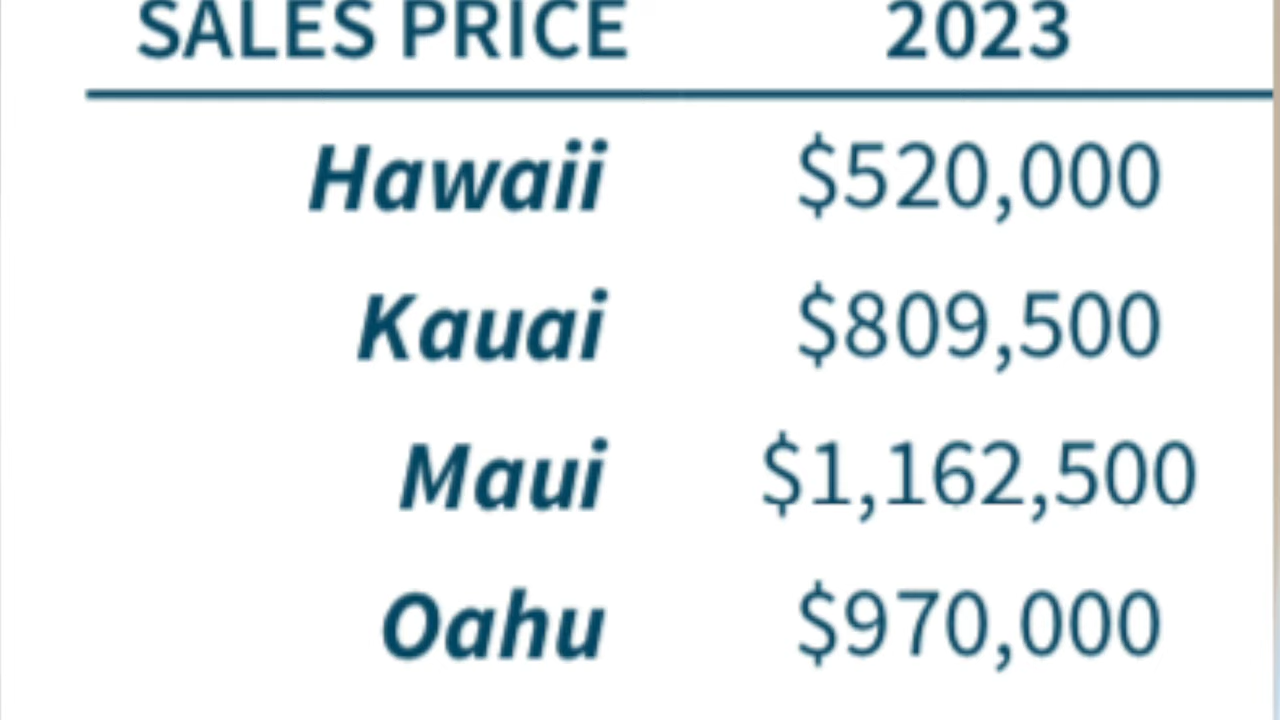 SALES PRICE 2023
Hawaii $520,000
Kauai $809,500
Maui $1,162,500
Oahu $970,000